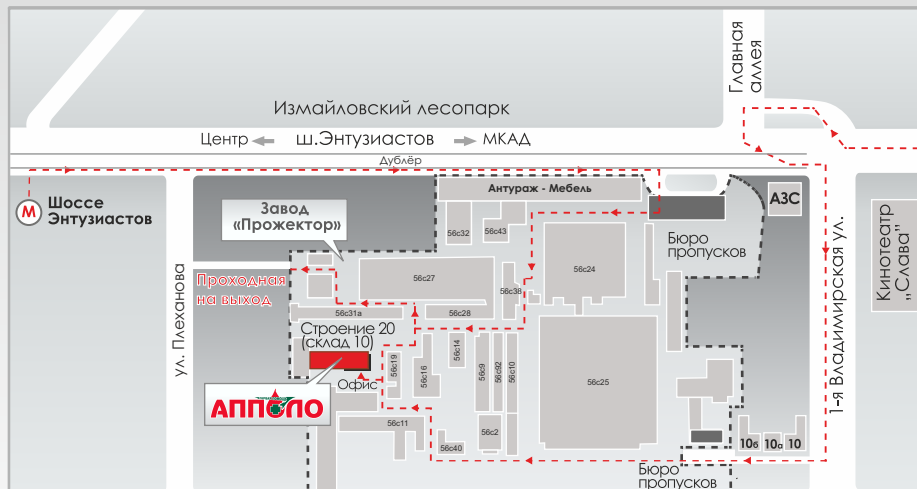 Главная
аллея
Измайловский лесопарк
Центр
ш.Энтузиастов
МКАД
Дублёр
М
Шоссе
Энтузиастов
Антураж - Мебель
АЗС
Завод
«Прожектор»
56с32
56с43
Бюро
пропусков
Кинотеатр
„Слава"
1-я Владимирская ул.
ул. Плеханова
Проходная
на выход
56с27
56с38
56с24
56с31а
56с28
Строение 20
(склад 10)
56с19
56с16
56с14
56с9
56с92
56с10
56с25
Офис
АППОЛО
56с11
56с40
56с2
10б
10а
10
Бюро
пропусков